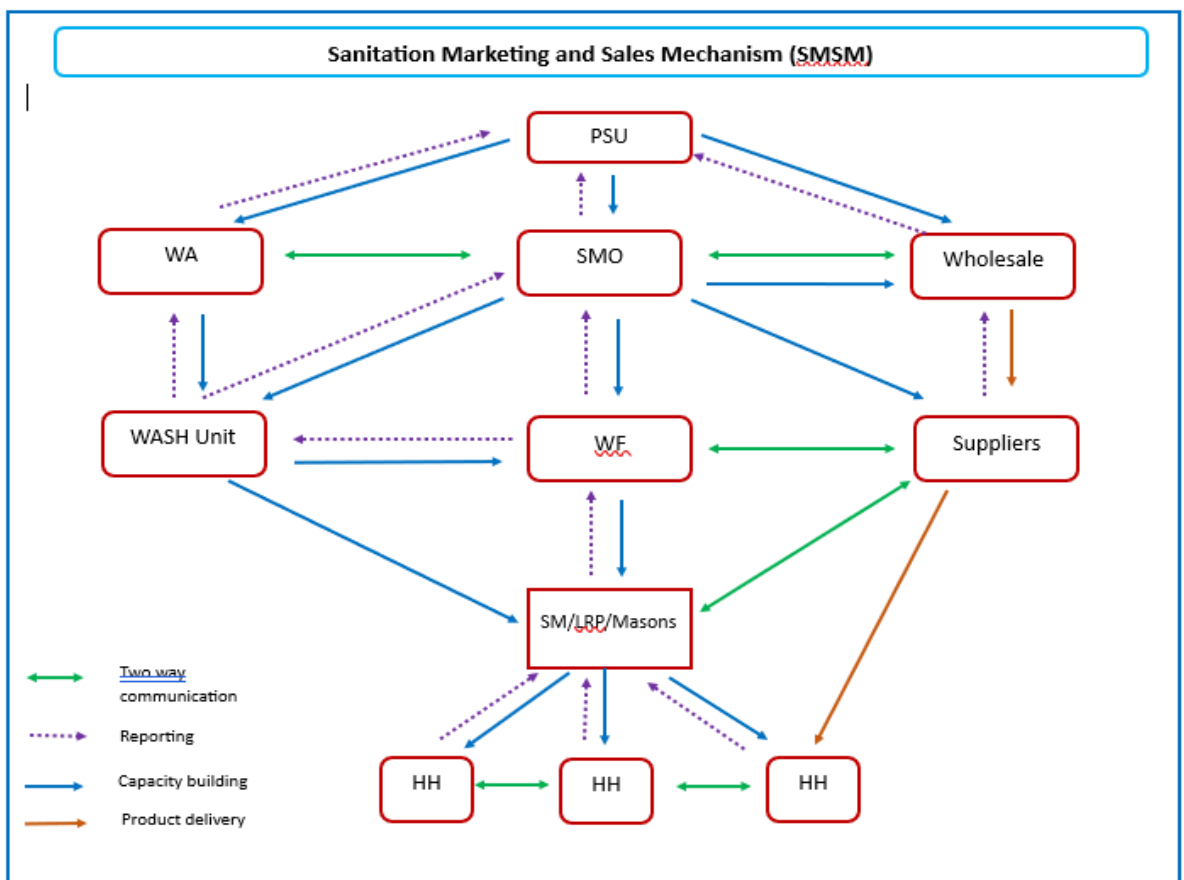 Sanitation Marketing and Sales Mechanism (SMSM)
PSU
WA
SMO
Wholesale
WASH Unit
WF
Suppliers
SM/LRP/Masons
Two way
communication
Reporting
Capacity building
Product delivery
HH
HH
HH